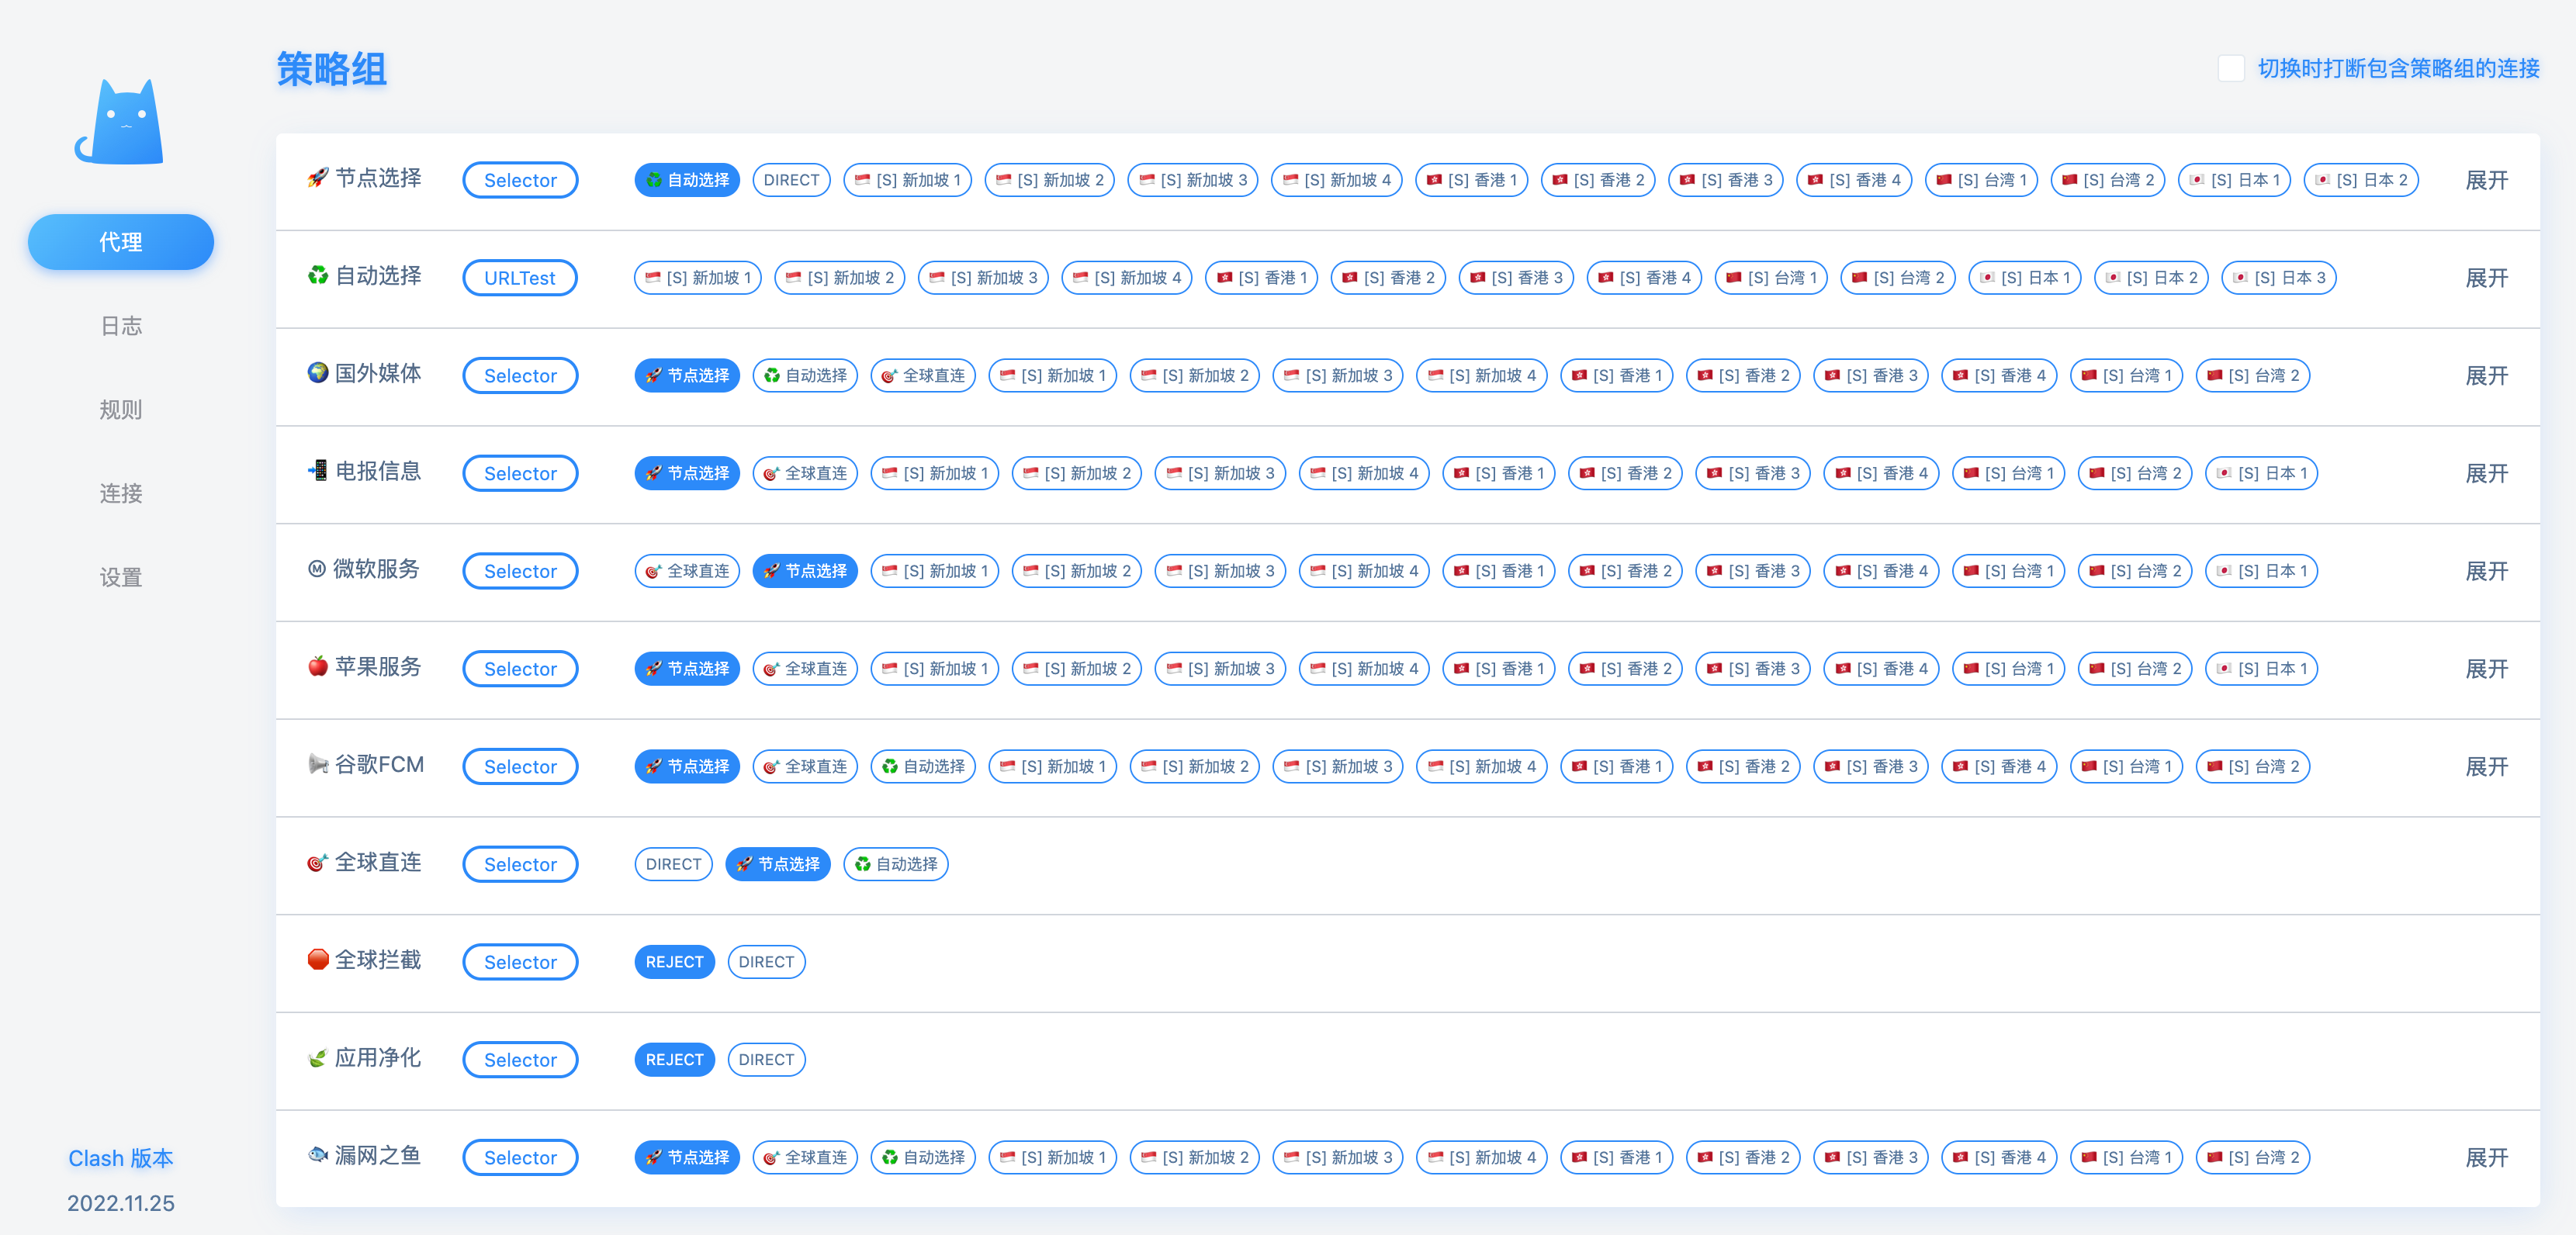 策略组
切换时打断包含策略组的连接
代理
日志
规则
连接
设置
Clash 版本
2022.11.25
🚀 节点选择 Selector ♻️ 自动选择 DIRECT 🇸🇬 [S] 新加坡 1 🇸🇬 [S] 新加坡 2 🇸🇬 [S] 新加坡 3 🇸🇬 [S] 新加坡 4 🇭🇰 [S] 香港 1 🇭🇰 [S] 香港 2 🇭🇰 [S] 香港 3 🇭🇰 [S] 香港 4 🇨🇳 [S] 台湾 1 🇨🇳 [S] 台湾 2 🇯🇵 [S] 日本 1 🇯🇵 [S] 日本 2 展开
♻️ 自动选择 URLTest 🇸🇬 [S] 新加坡 1 🇸🇬 [S] 新加坡 2 🇸🇬 [S] 新加坡 3 🇸🇬 [S] 新加坡 4 🇭🇰 [S] 香港 1 🇭🇰 [S] 香港 2 🇭🇰 [S] 香港 3 🇭🇰 [S] 香港 4 🇨🇳 [S] 台湾 1 🇨🇳 [S] 台湾 2 🇯🇵 [S] 日本 1 🇯🇵 [S] 日本 2 🇯🇵 [S] 日本 3 展开
🌍 国外媒体 Selector 🚀 节点选择 ♻️ 自动选择 🎯 全球直连 🇸🇬 [S] 新加坡 1 🇸🇬 [S] 新加坡 2 🇸🇬 [S] 新加坡 3 🇸🇬 [S] 新加坡 4 🇭🇰 [S] 香港 1 🇭🇰 [S] 香港 2 🇭🇰 [S] 香港 3 🇭🇰 [S] 香港 4 🇨🇳 [S] 台湾 1 🇨🇳 [S] 台湾 2 展开
📲 电报信息 Selector 🚀 节点选择 🎯 全球直连 🇸🇬 [S] 新加坡 1 🇸🇬 [S] 新加坡 2 🇸🇬 [S] 新加坡 3 🇸🇬 [S] 新加坡 4 🇭🇰 [S] 香港 1 🇭🇰 [S] 香港 2 🇭🇰 [S] 香港 3 🇭🇰 [S] 香港 4 🇨🇳 [S] 台湾 1 🇨🇳 [S] 台湾 2 🇯🇵 [S] 日本 1 展开
Ⓜ️ 微软服务 Selector 🎯 全球直连 🚀 节点选择 🇸🇬 [S] 新加坡 1 🇸🇬 [S] 新加坡 2 🇸🇬 [S] 新加坡 3 🇸🇬 [S] 新加坡 4 🇭🇰 [S] 香港 1 🇭🇰 [S] 香港 2 🇭🇰 [S] 香港 3 🇭🇰 [S] 香港 4 🇨🇳 [S] 台湾 1 🇨🇳 [S] 台湾 2 🇯🇵 [S] 日本 1 展开
🍎 苹果服务 Selector 🚀 节点选择 🎯 全球直连 🇸🇬 [S] 新加坡 1 🇸🇬 [S] 新加坡 2 🇸🇬 [S] 新加坡 3 🇸🇬 [S] 新加坡 4 🇭🇰 [S] 香港 1 🇭🇰 [S] 香港 2 🇭🇰 [S] 香港 3 🇭🇰 [S] 香港 4 🇨🇳 [S] 台湾 1 🇨🇳 [S] 台湾 2 🇯🇵 [S] 日本 1 展开
📢 谷歌FCM Selector 🚀 节点选择 🎯 全球直连 ♻️ 自动选择 🇸🇬 [S] 新加坡 1 🇸🇬 [S] 新加坡 2 🇸🇬 [S] 新加坡 3 🇸🇬 [S] 新加坡 4 🇭🇰 [S] 香港 1 🇭🇰 [S] 香港 2 🇭🇰 [S] 香港 3 🇭🇰 [S] 香港 4 🇨🇳 [S] 台湾 1 🇨🇳 [S] 台湾 2 展开
🎯 全球直连 Selector DIRECT 🚀 节点选择 ♻️ 自动选择
🛑 全球拦截 Selector REJECT DIRECT
🍃 应用净化 Selector REJECT DIRECT
🐟 漏网之鱼 Selector 🚀 节点选择 🎯 全球直连 ♻️ 自动选择 🇸🇬 [S] 新加坡 1 🇸🇬 [S] 新加坡 2 🇸🇬 [S] 新加坡 3 🇸🇬 [S] 新加坡 4 🇭🇰 [S] 香港 1 🇭🇰 [S] 香港 2 🇭🇰 [S] 香港 3 🇭🇰 [S] 香港 4 🇨🇳 [S] 台湾 1 🇨🇳 [S] 台湾 2 展开